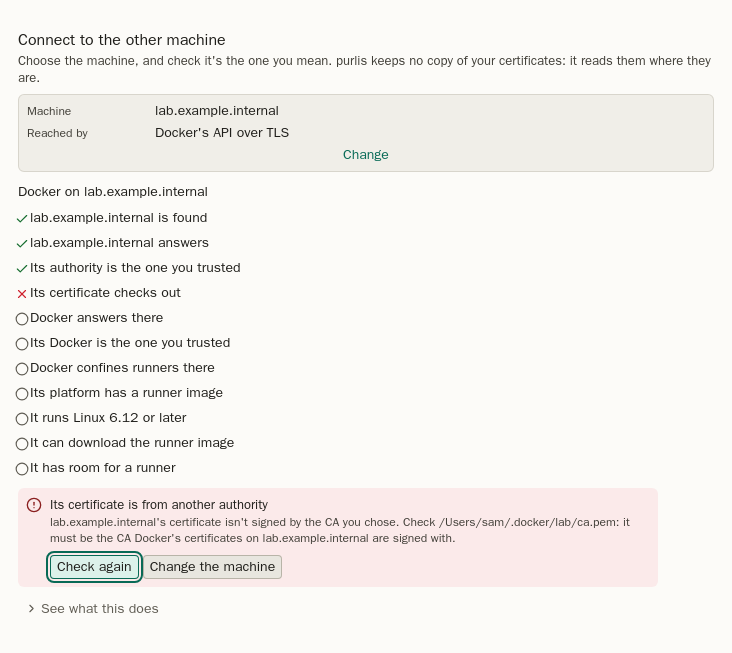 Connect to the other machine
Choose the machine, and check it's the one you mean. purlis keeps no copy of your certificates: it reads them where they
are.
Machine lab.example.internal
Reached by Docker's API over TLS
Change
Docker on lab.example.internal
lab.example.internal is found
lab.example.internal answers
Its authority is the one you trusted
Its certificate checks out
Docker answers there
Its Docker is the one you trusted
Docker confines runners there
Its platform has a runner image
It runs Linux 6.12 or later
It can download the runner image
It has room for a runner
Its certificate is from another authority
lab.example.internal's certificate isn't signed by the CA you chose. Check /Users/sam/.docker/lab/ca.pem: it
must be the CA Docker's certificates on lab.example.internal are signed with.
Check again Change the machine
See what this does